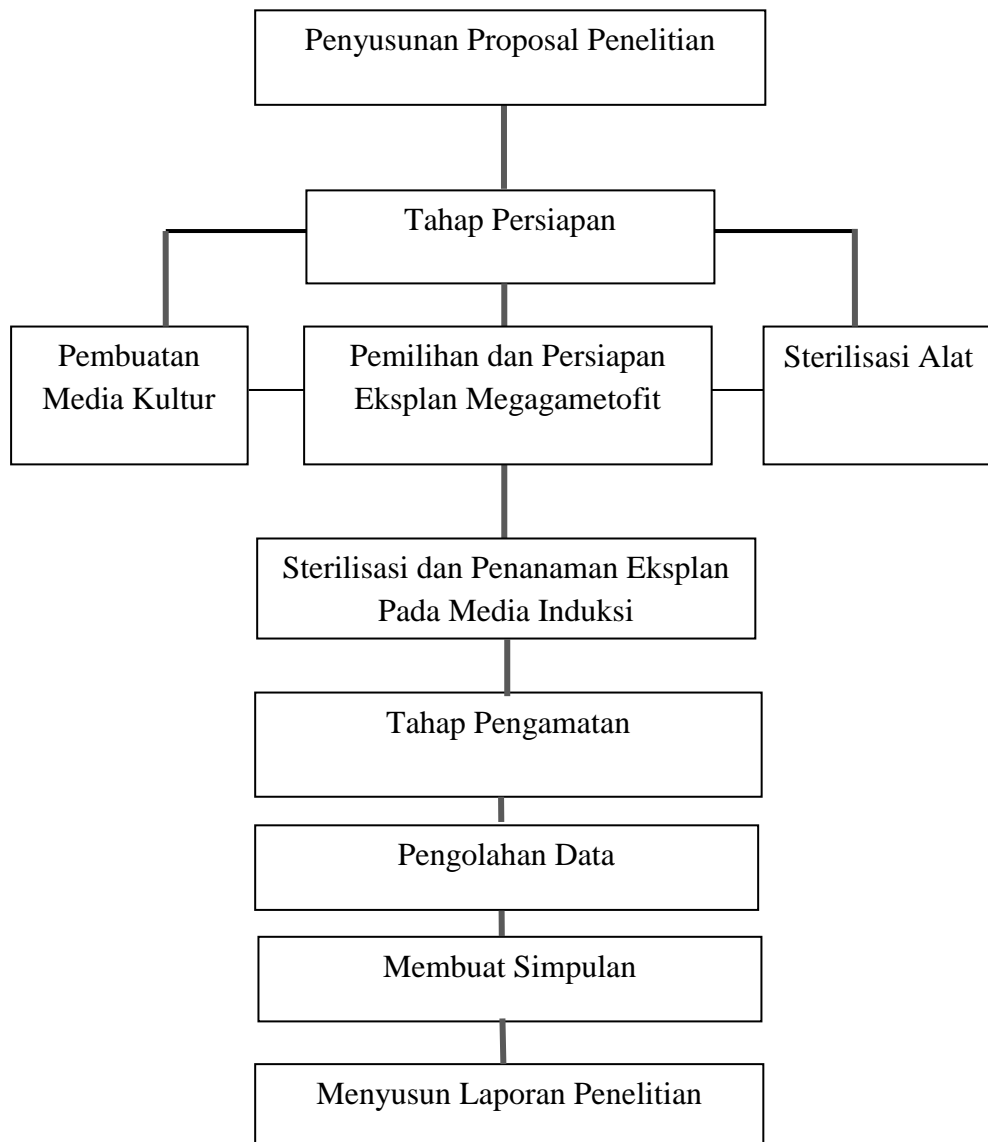 Penyusunan Proposal Penelitian
Tahap Persiapan
Pembuatan
Media Kultur
Pemilihan dan Persiapan
Eksplan Megagametofit
Sterilisasi Alat
Sterilisasi dan Penanaman Eksplan
Pada Media Induksi
Tahap Pengamatan
Pengolahan Data
Membuat Simpulan
Menyusun Laporan Penelitian